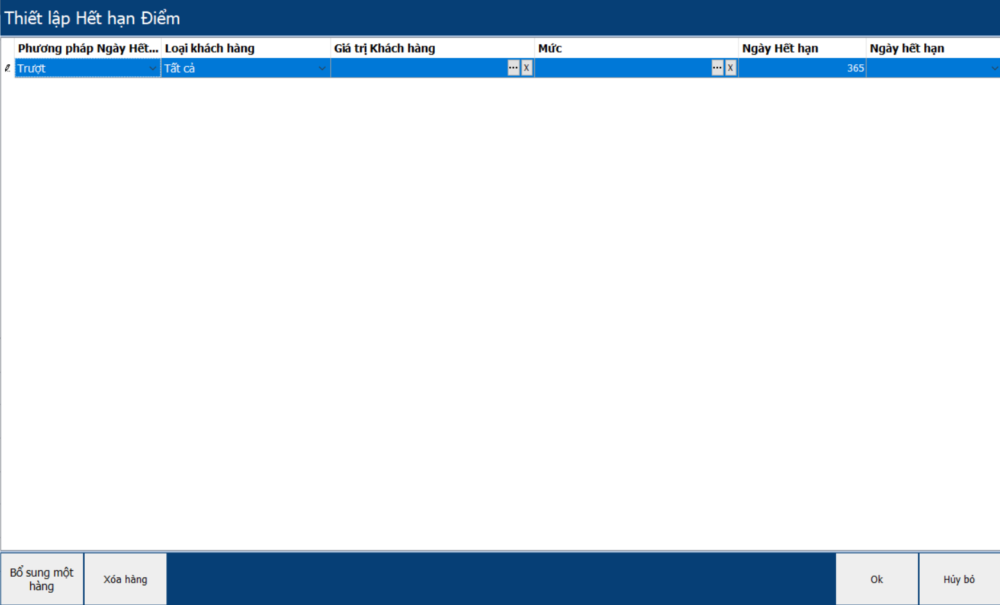 Thiết lập Hết hạn Điểm
Phương pháp Ngày Hết... Loại khách hàng Giá trị Khách hàng Mức Ngày Hết hạn Ngày hết hạn
Trượt Tất cả ... X ... X 365
Bổ sung một
hàng
Xóa hàng
Ok
Hủy bỏ